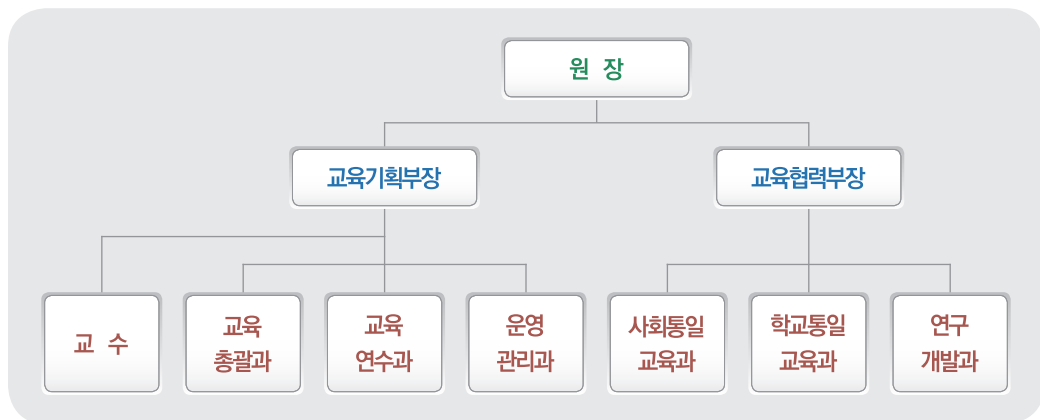 원 장
교육기획부장
교육협력부장
교 수
교육
총괄과
교육
연수과
운영
관리과
사회통일
교육과
학교통일
교육과
연구
개발과